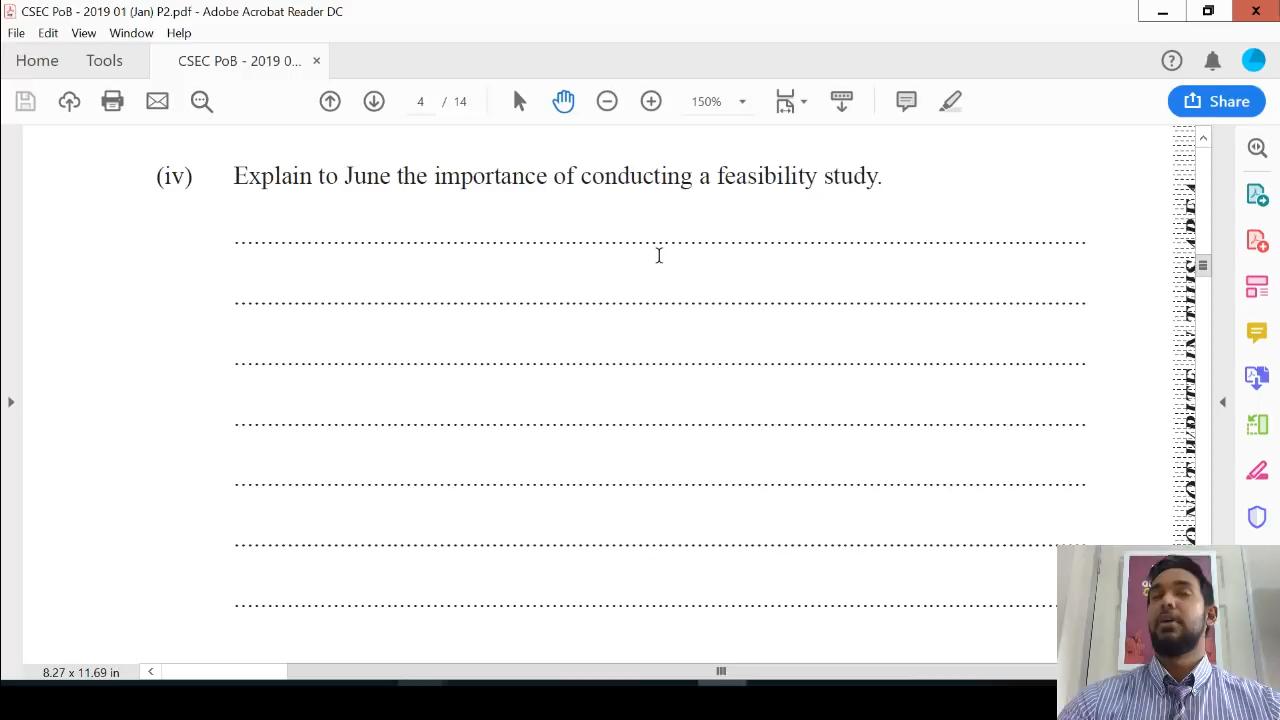 CSEC PoB - 2019 01 (Jan) P2.pdf - Adobe Acrobat Reader DC
File Edit View Window Help
Home Tools CSEC PoB - 2019 0... ×
4 / 14 150% Share
(iv) Explain to June the importance of conducting a feasibility study.
8.27 x 11.69 in